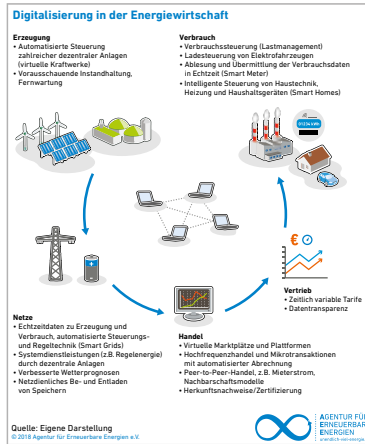 Digitalisierung in der Energiewirtschaft
Erzeugung
• Automatisierte Steuerung
zahlreicher dezentraler Anlagen
(virtuelle Kraftwerke)
• Vorausschauende Instandhaltung,
Fernwartung
Verbrauch
• Verbrauchssteuerung (Lastmanagement)
• Ladesteuerung von Elektrofahrzeugen
• Ablesung und Übermittlung der Verbrauchsdaten
in Echtzeit (Smart Meter)
• Intelligente Steuerung von Haustechnik,
Heizung und Haushaltsgeräten (Smart Homes)
01234 kWh
€
Vertrieb
• Zeitlich variable Tarife
• Datentransparenz
Netze
• Echtzeitdaten zu Erzeugung und
Verbrauch, automatisierte Steuerungs-
und Regeltechnik (Smart Grids)
• Systemdienstleistungen (z.B. Regelenergie)
durch dezentrale Anlagen
• Verbesserte Wetterprognosen
• Netzdienliches Be- und Entladen
von Speichern
Handel
• Virtuelle Marktplätze und Plattformen
• Hochfrequenzhandel und Mikrotransaktionen
mit automatisierter Abrechnung
• Peer-to-Peer-Handel, z.B. Mieterstrom,
Nachbarschaftsmodelle
• Herkunftsnachweise/Zertifizierung
Quelle: Eigene Darstellung
© 2018 Agentur für Erneuerbare Energien e.V.
AGENTUR FÜR
ERNEUERBARE
ENERGIEN
unendlich-viel-energie.